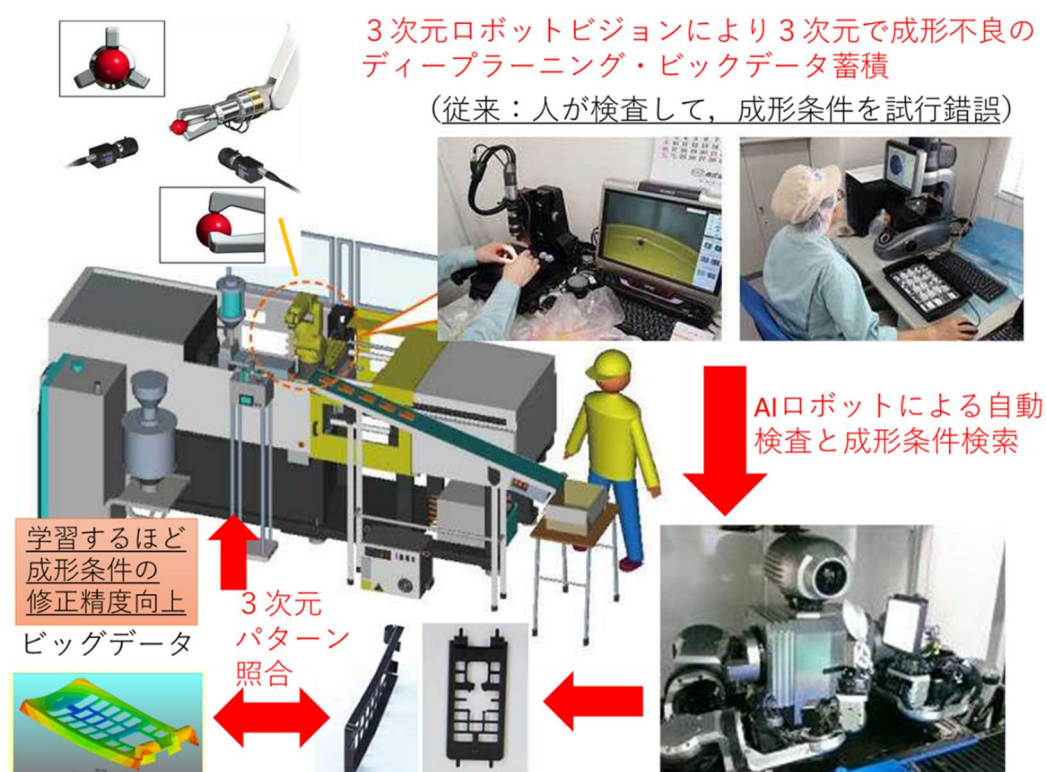 ３次元ロボットビジョンにより３次元で成形不良の
ディープラーニング・ビックデータ蓄積
（従来：人が検査して，成形条件を試行錯誤）
AIロボットによる自動
検査と成形条件検索
学習するほど
成形条件の
修正精度向上
ビッグデータ
３次元
パターン
照合